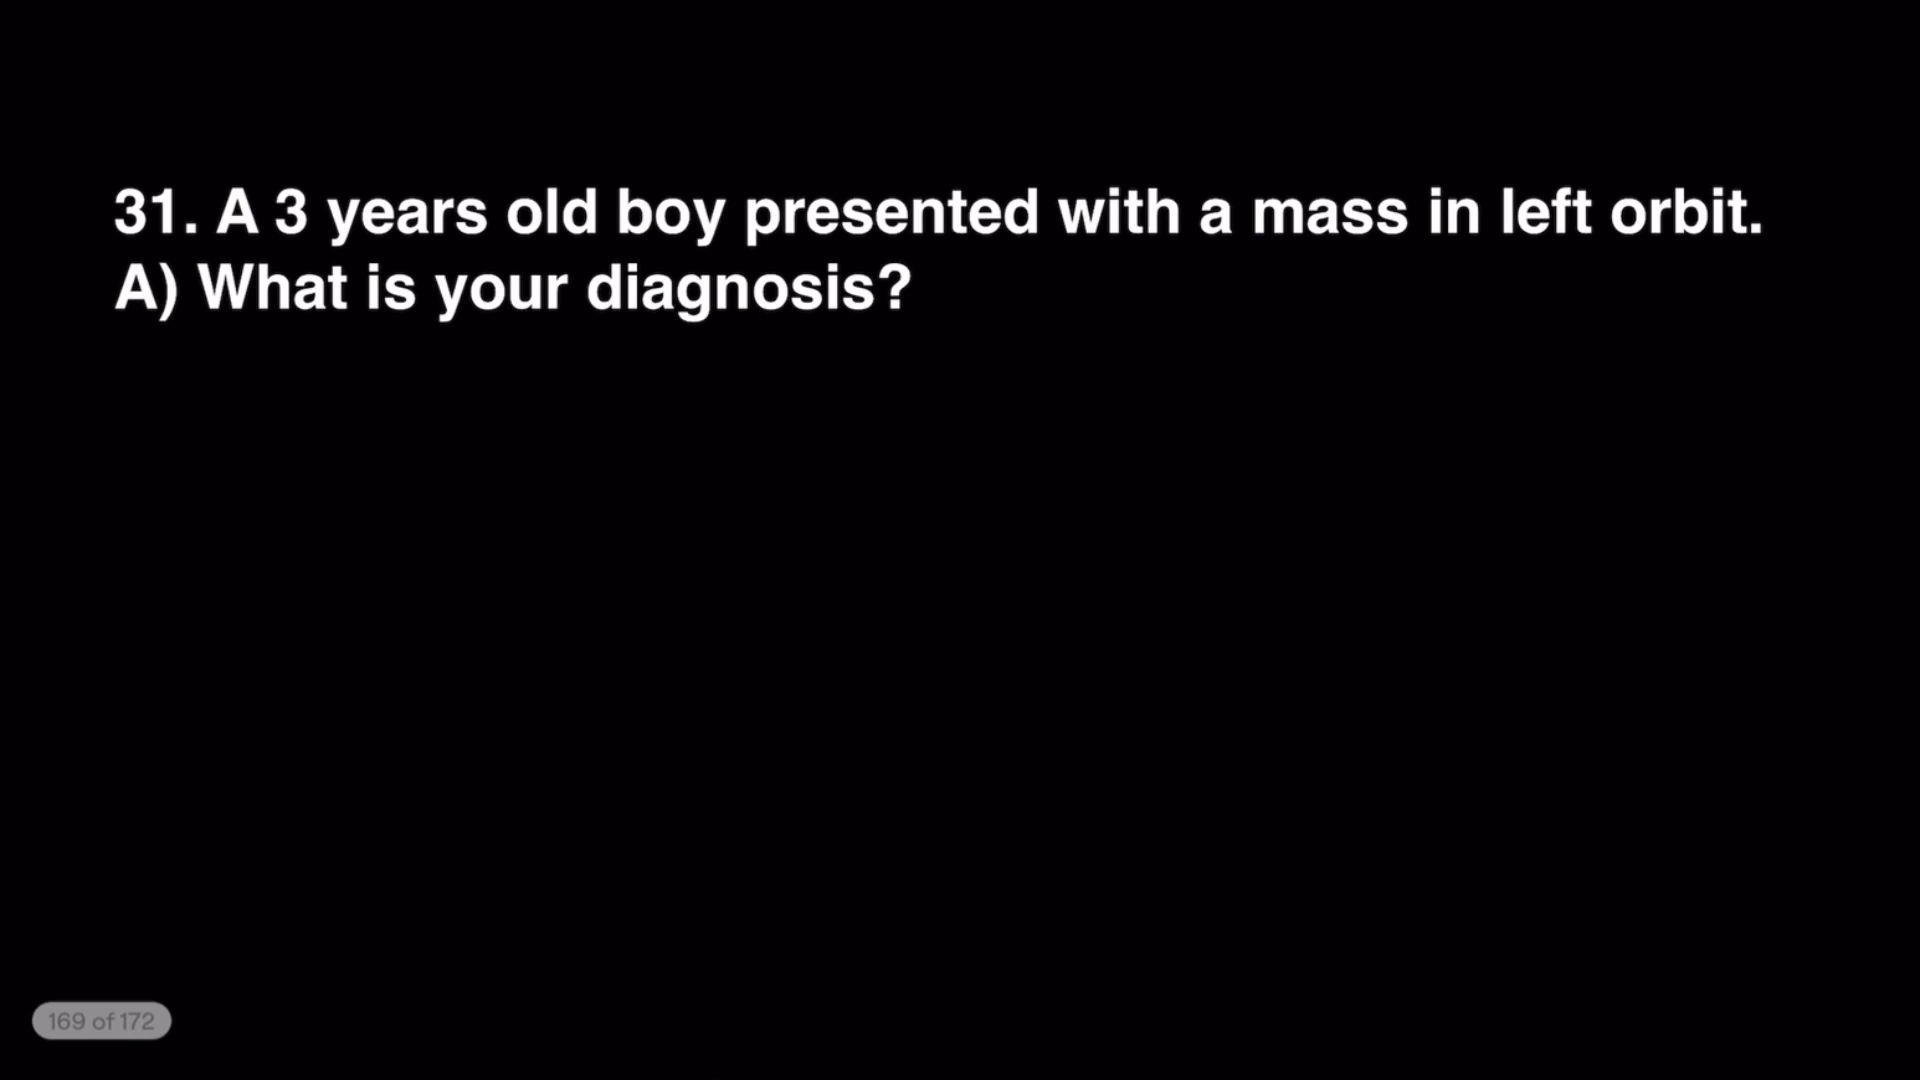 31. A 3 years old boy presented with a mass in left orbit.
A) What is your diagnosis?
169 of 172